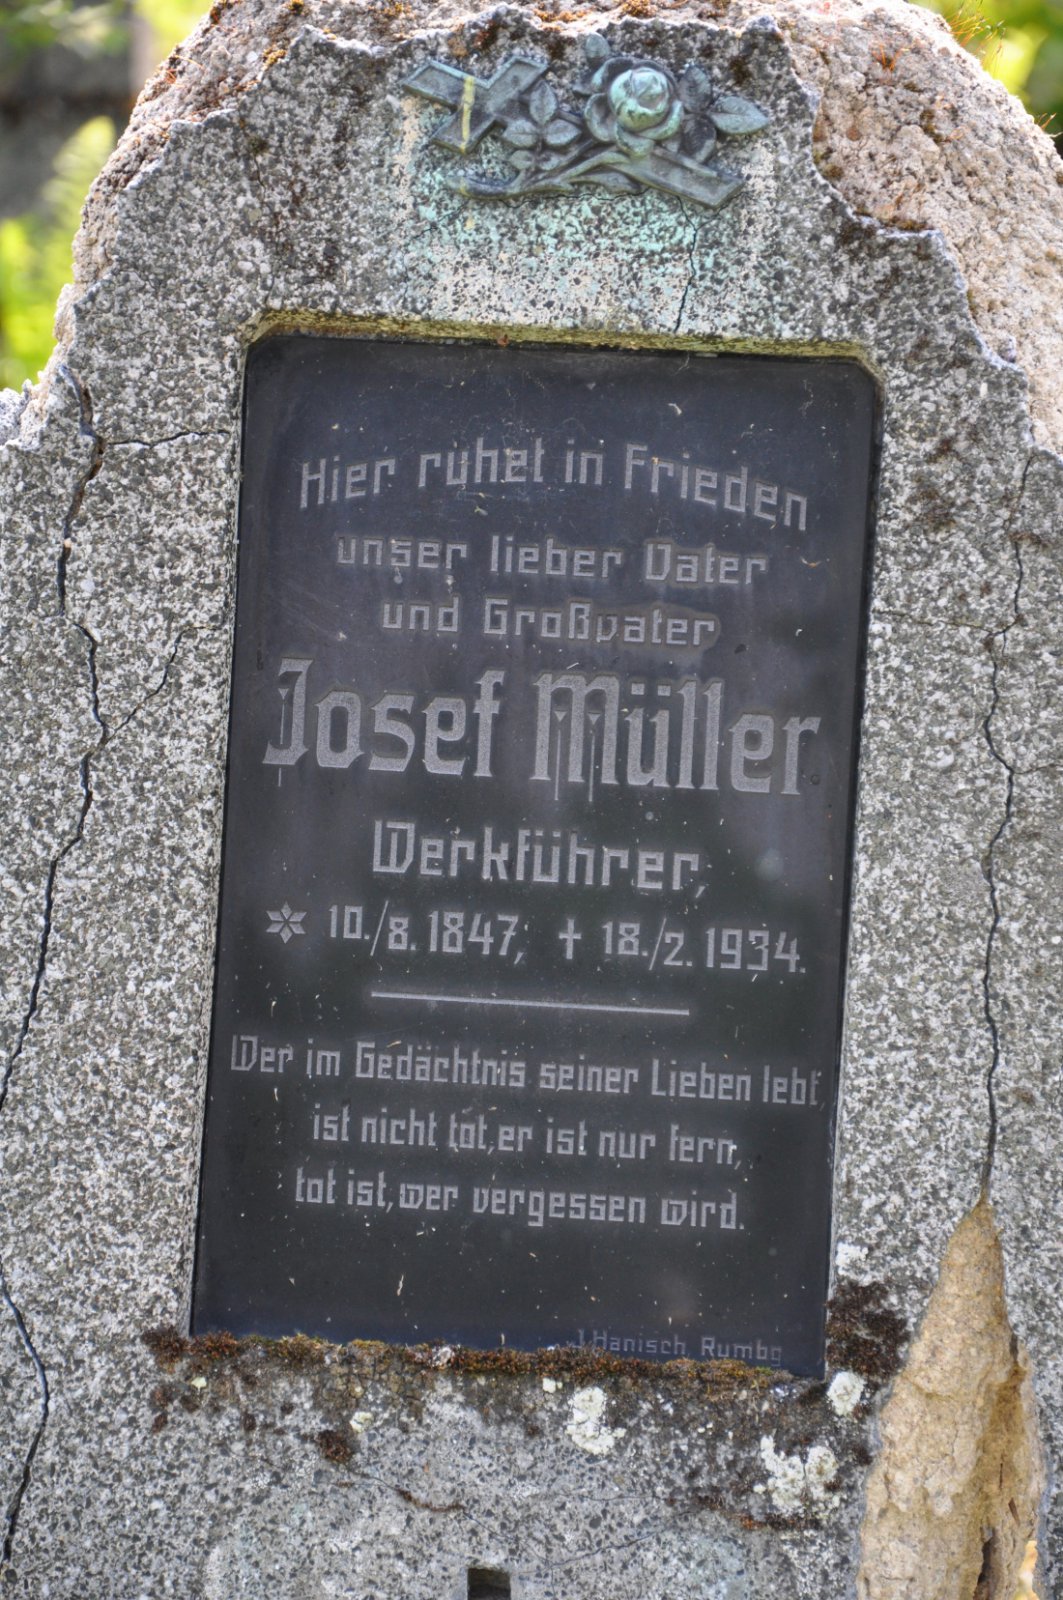 Hier ruhet in Frieden
unser lieber Vater
und Großvater
Josef Müller
Werkführer,
✶ 10./8. 1847, † 18./2. 1934.
Wer im Gedächtnis seiner Lieben lebt,
ist nicht tot, er ist nur fern,
tot ist, wer vergessen wird.
J. Hanisch, Rumbg